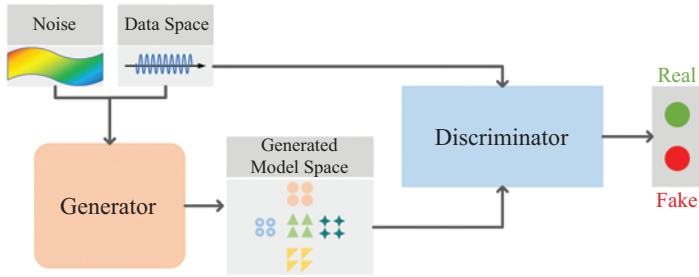 Noise
Data Space
Real
Discriminator
Generated
Model Space
Generator
Fake